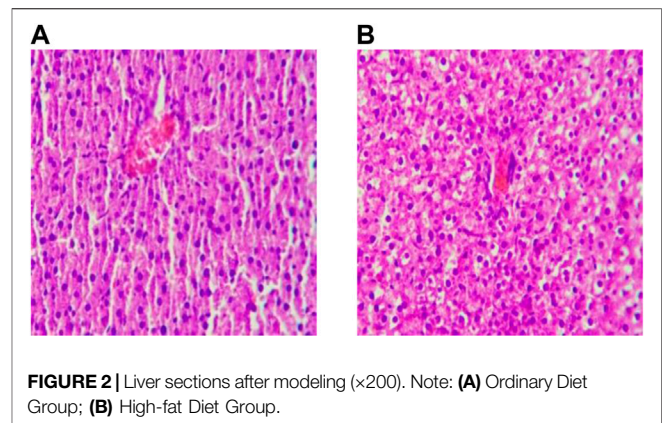 A B
FIGURE 2 | Liver sections after modeling (×200). Note: (A) Ordinary Diet
Group; (B) High-fat Diet Group.